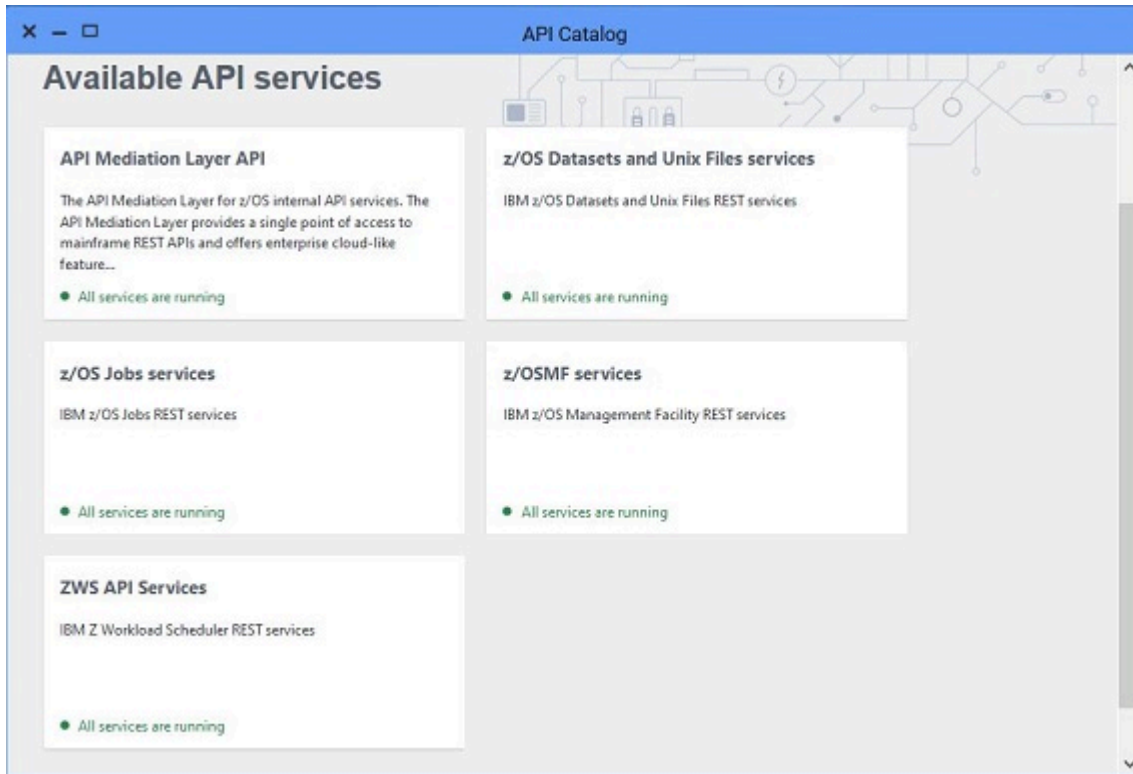 API Catalog
Available API services
API Mediation Layer API
The API Mediation Layer for z/OS internal API services. The
API Mediation Layer provides a single point of access to
mainframe REST APIs and offers enterprise cloud-like
feature...
All services are running
z/OS Datasets and Unix Files services
IBM z/OS Datasets and Unix Files REST services
All services are running
z/OS Jobs services
IBM z/OS Jobs REST services
All services are running
z/OSMF services
IBM z/OS Management Facility REST services
All services are running
ZWS API Services
IBM Z Workload Scheduler REST services
All services are running